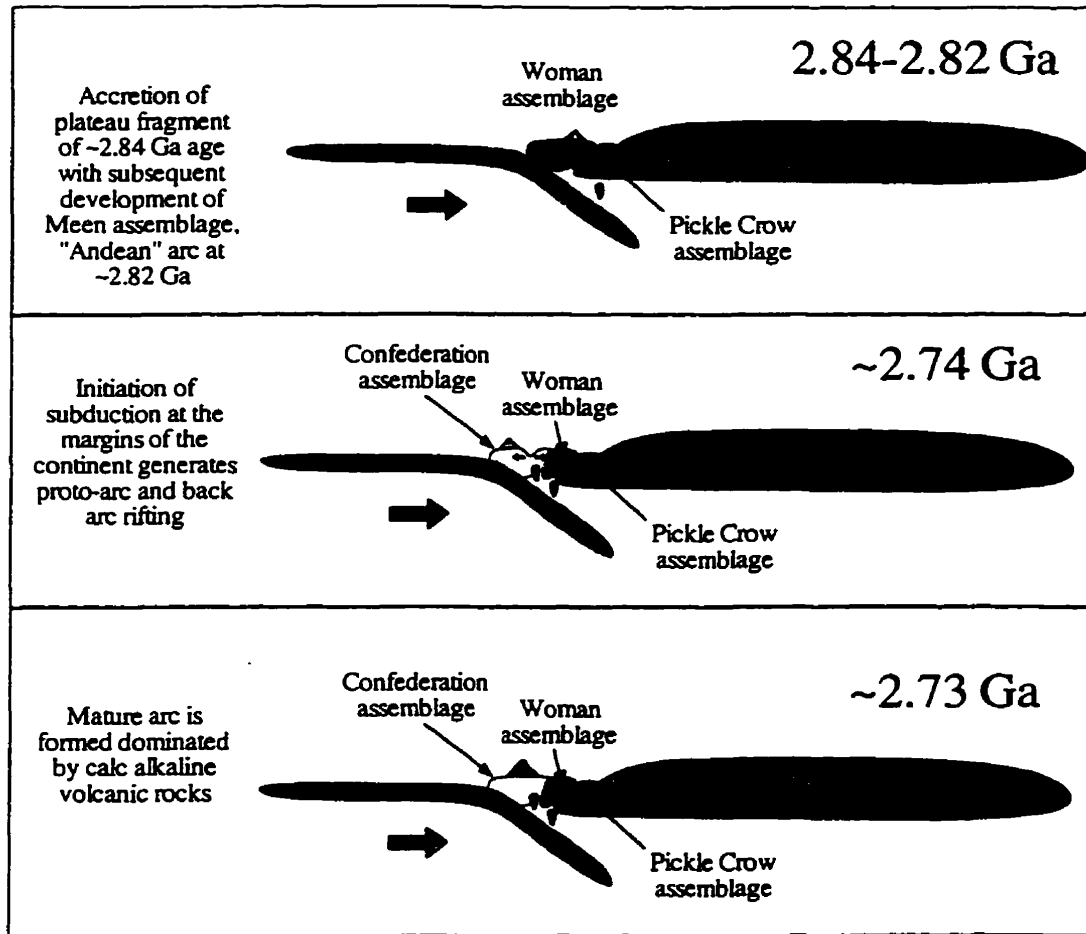 2.84-2.82 Ga
Woman
assemblage
Accretion of
plateau fragment
of ~2.84 Ga age
with subsequent
development of
Meen assemblage,
"Andean" arc at
~2.82 Ga
Pickle Crow
assemblage
~2.74 Ga
Confederation
assemblage
Woman
assemblage
Initiation of
subduction at the
margins of the
continent generates
proto-arc and back
arc rifting
Pickle Crow
assemblage
~2.73 Ga
Confederation
assemblage
Woman
assemblage
Mature arc is
formed dominated
by calc alkaline
volcanic rocks
Pickle Crow
assemblage